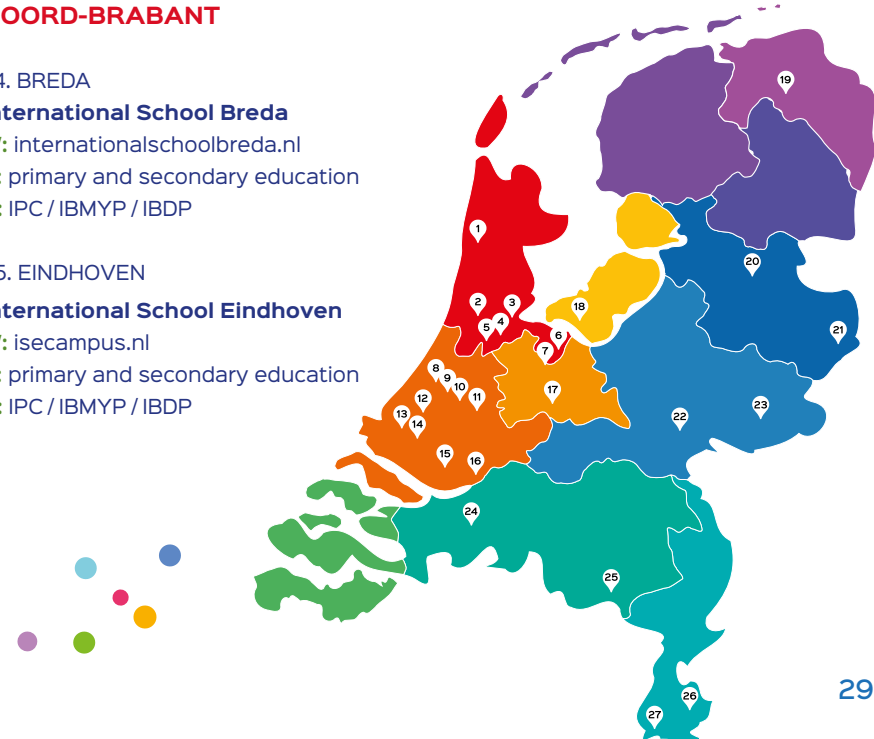 OORD-BRABANT
4. BREDA
nternational School Breda
: internationalschoolbreda.nl
: primary and secondary education
: IPC / IBMYP / IBDP
5. EINDHOVEN
nternational School Eindhoven
: isecampus.nl
: primary and secondary education
: IPC / IBMYP / IBDP
19
1
20
2
3
18
4
5
21
6
7
8
9
10
17
11
12
23
13
22
14
15
16
24
25
29
26
27